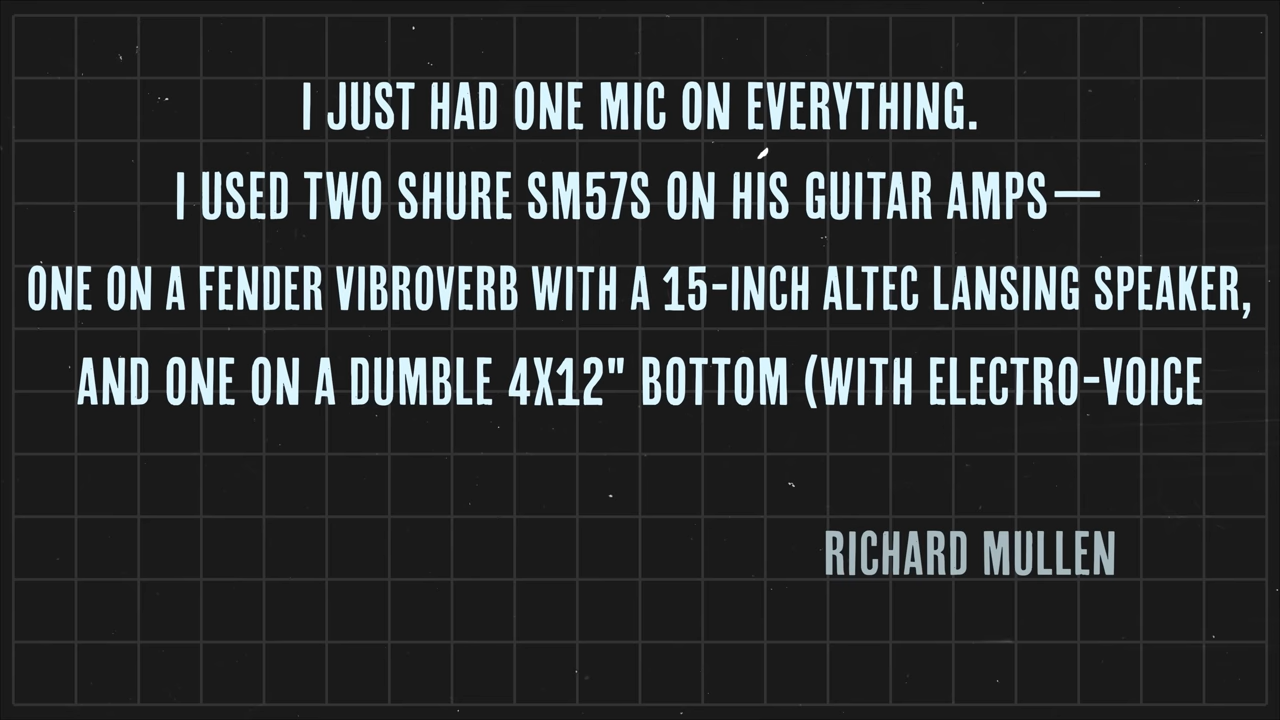 I JUST HAD ONE MIC ON EVERYTHING.
I USED TWO SHURE SM57S ON HIS GUITAR AMPS—
ONE ON A FENDER VIBROVERB WITH A 15-INCH ALTEC LANSING SPEAKER,
AND ONE ON A DUMBLE 4X12" BOTTOM (WITH ELECTRO-VOICE
RICHARD MULLEN